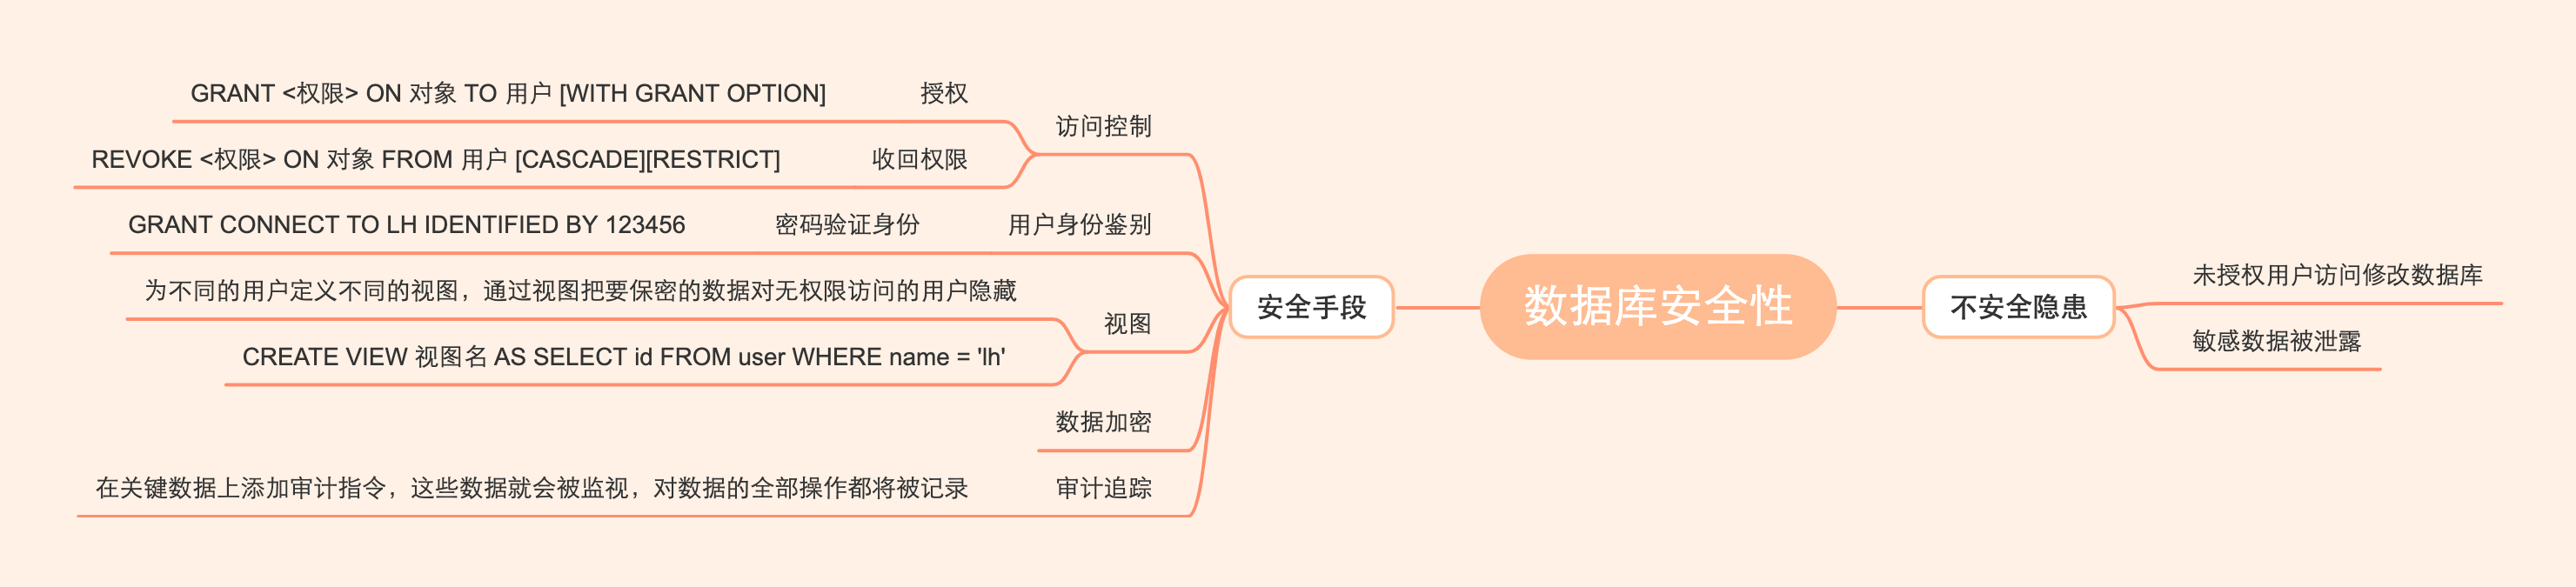 GRANT <权限> ON 对象 TO 用户 [WITH GRANT OPTION] 授权
访问控制
REVOKE <权限> ON 对象 FROM 用户 [CASCADE][RESTRICT] 收回权限
GRANT CONNECT TO LH IDENTIFIED BY 123456 密码验证身份 用户身份鉴别
为不同的用户定义不同的视图，通过视图把要保密的数据对无权限访问的用户隐藏
视图
CREATE VIEW 视图名 AS SELECT id FROM user WHERE name = 'lh'
数据加密
在关键数据上添加审计指令，这些数据就会被监视，对数据的全部操作都将被记录 审计追踪
安全手段
数据库安全性
不安全隐患
未授权用户访问修改数据库
敏感数据被泄露